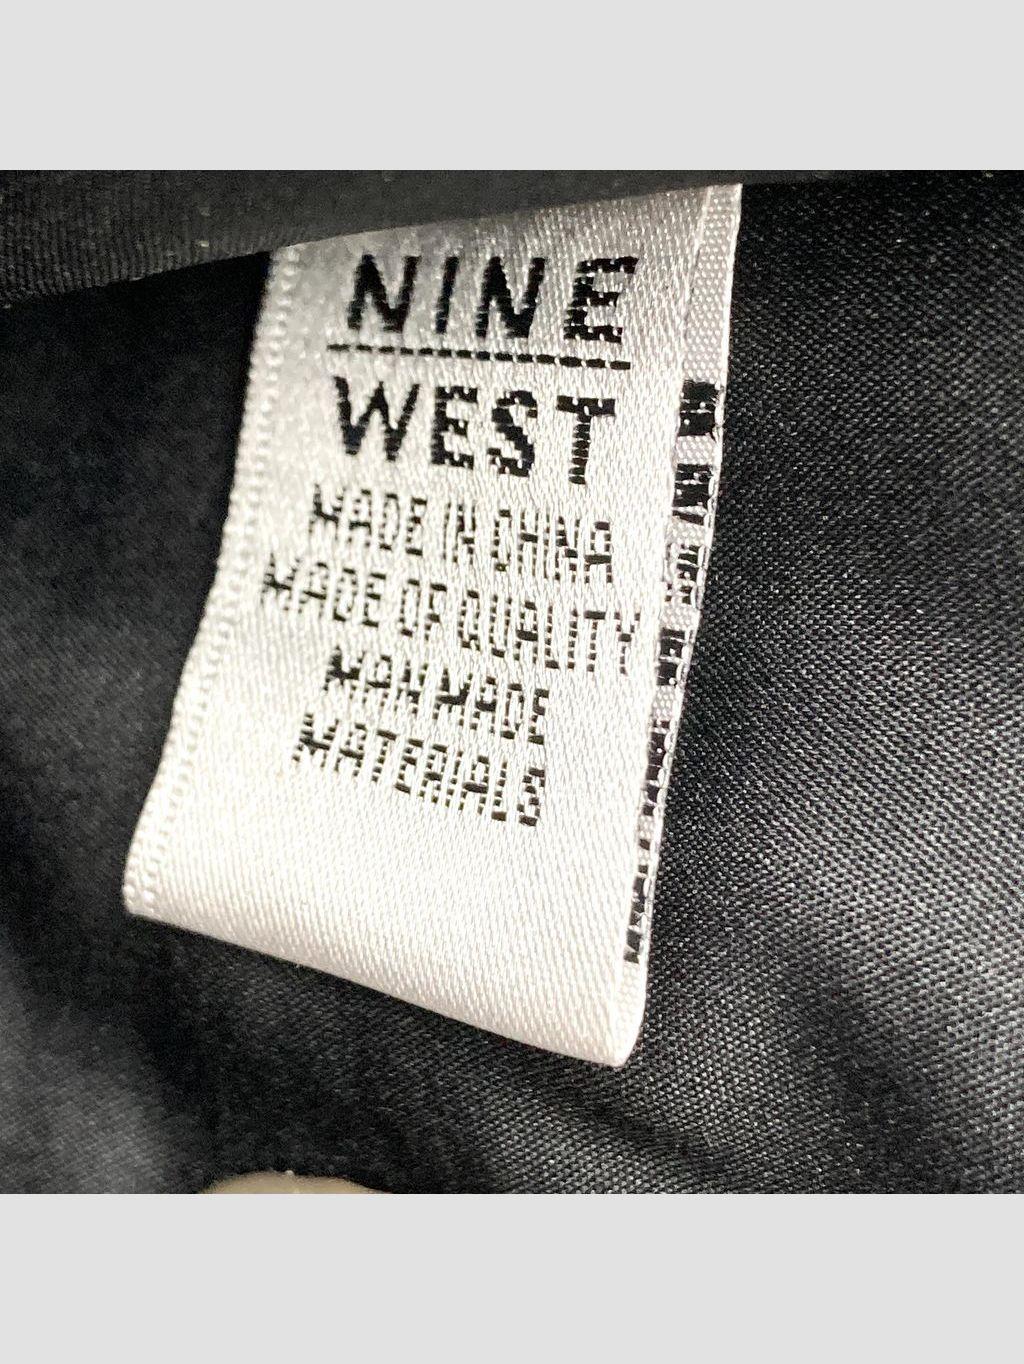 NINE
WEST
MADE IN CHINA
MADE OF QUALITY
MAN MADE
MATERIALS